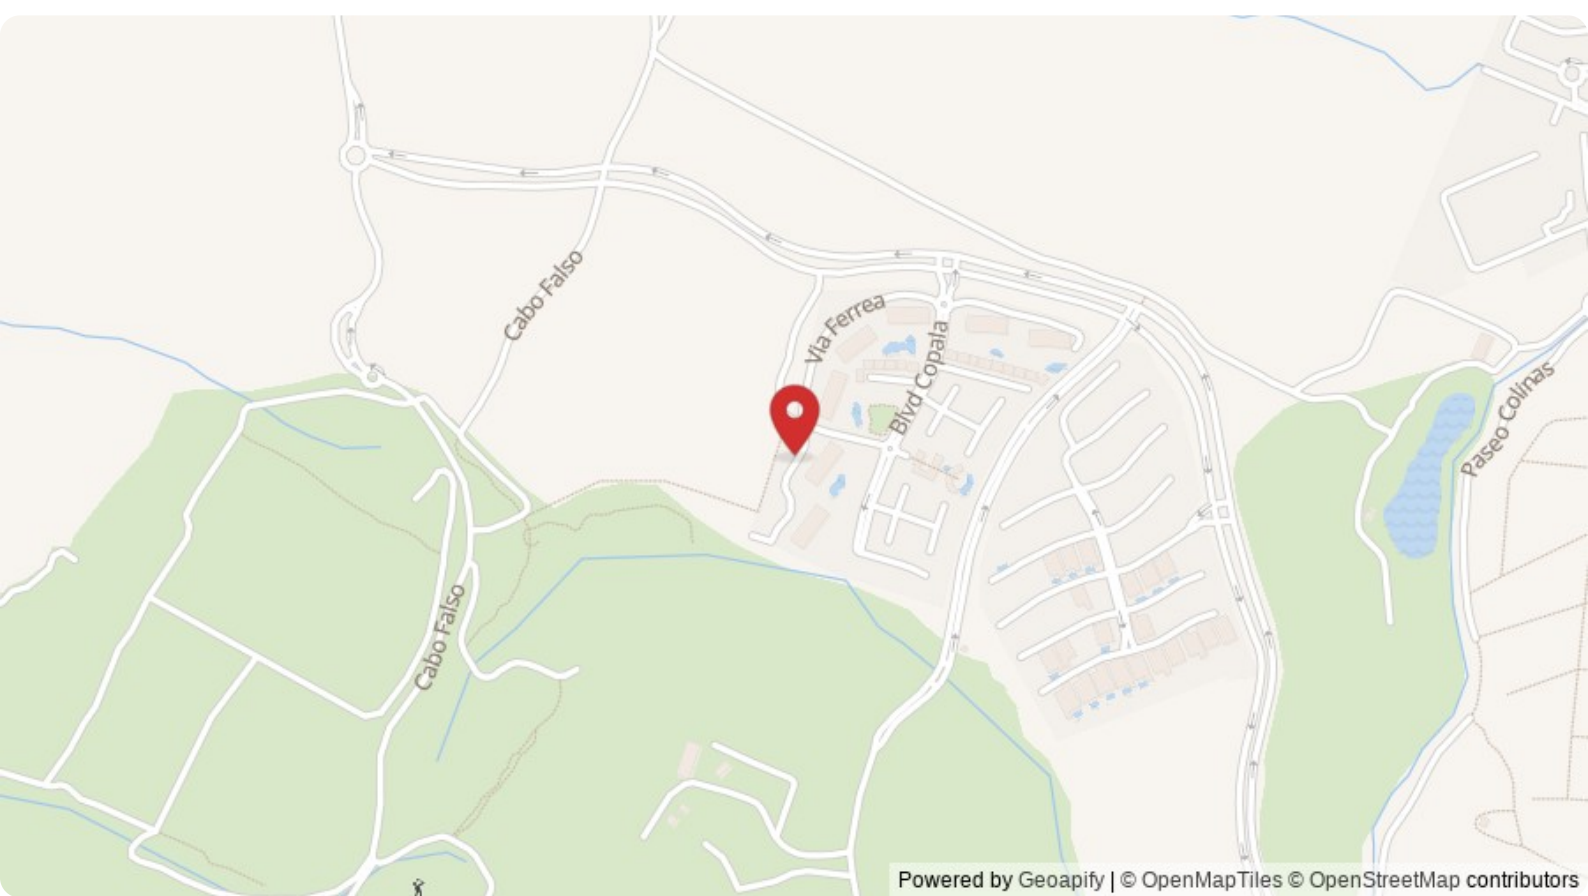 Cabo Falso
Via Ferrea
Blvd Copala
Paseo Colinas
Cabo Falso
Powered by Geoapify | © OpenMapTiles © OpenStreetMap contributors